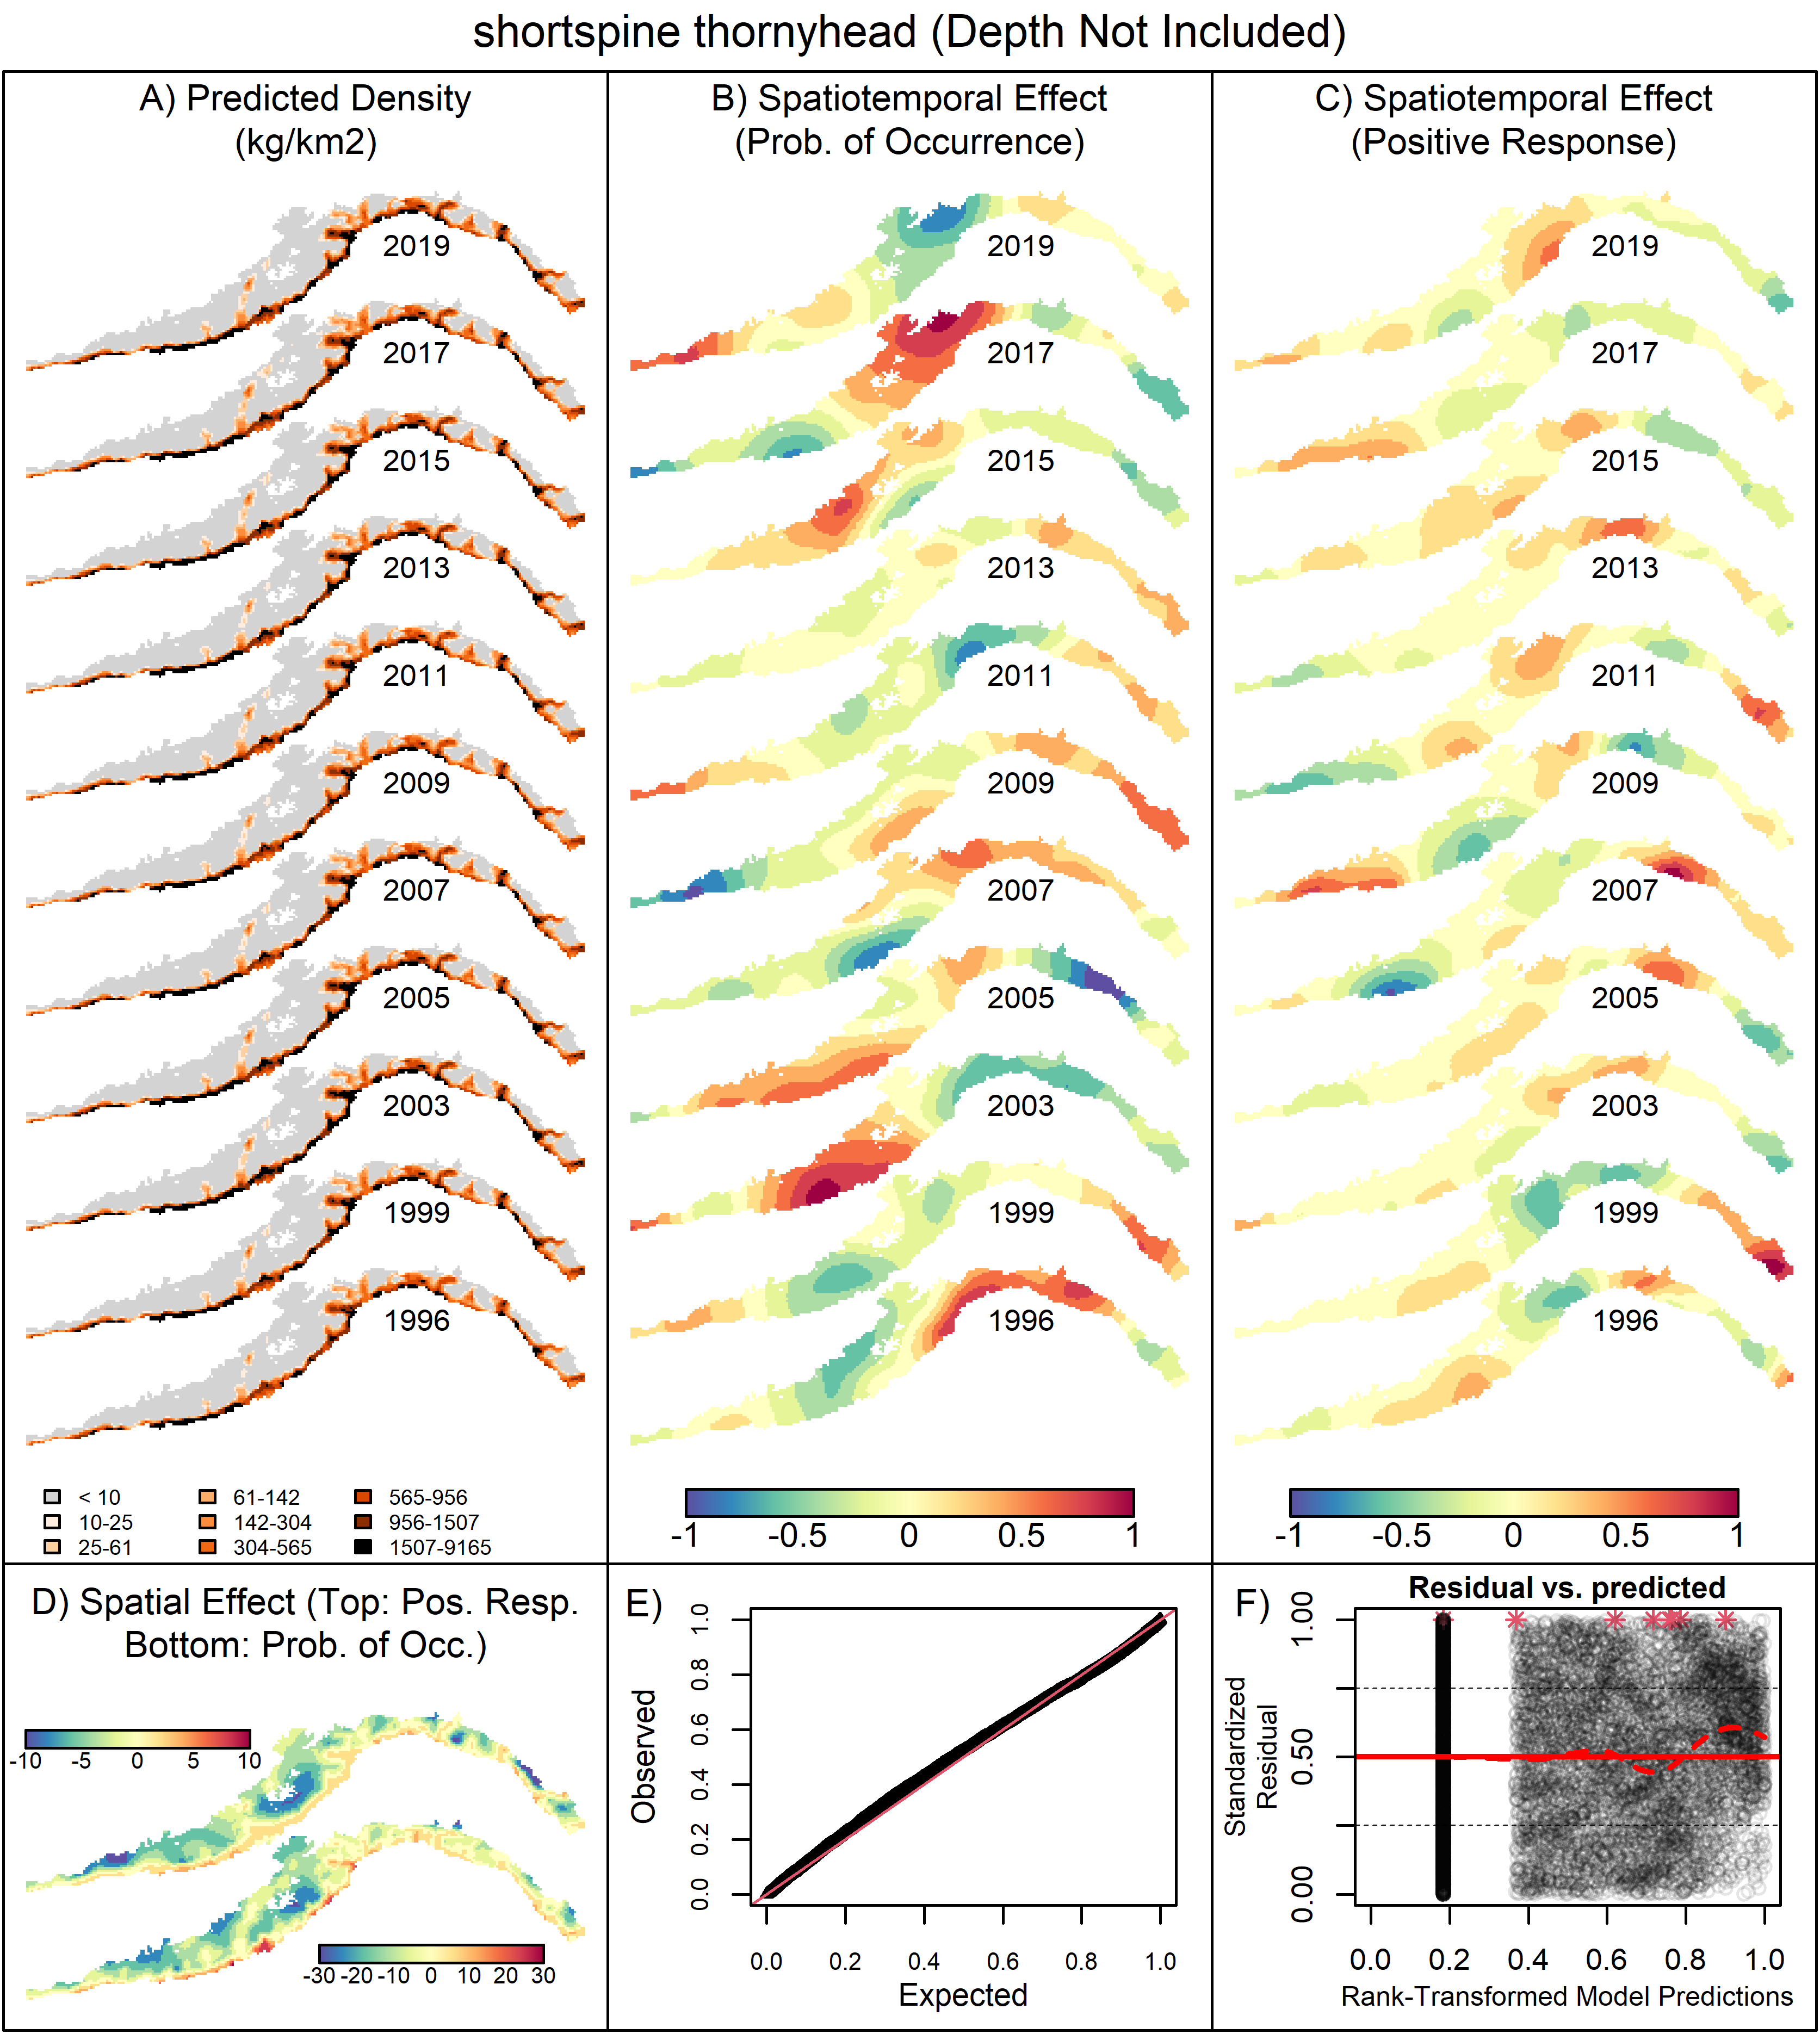 shortspine thornyhead (Depth Not Included)
A) Predicted Density
(kg/km2)
2019
2017
2015
2013
2011
2009
2007
2005
2003
1999
1996
< 10
10-25
25-61
61-142
142-304
304-565
565-956
956-1507
1507-9165
B) Spatiotemporal Effect
(Prob. of Occurrence)
2019
2017
2015
2013
2011
2009
2007
2005
2003
1999
1996
-1 -0.5 0 0.5 1
C) Spatiotemporal Effect
(Positive Response)
2019
2017
2015
2013
2011
2009
2007
2005
2003
1999
1996
-1 -0.5 0 0.5 1
D) Spatial Effect (Top: Pos. Resp.
Bottom: Prob. of Occ.)
-10 -5 0 5 10
-30 -20 -10 0 10 20 30
E)
Observed
0.0 0.2 0.4 0.6 0.8 1.0
0.0 0.2 0.4 0.6 0.8 1.0
Expected
F)
Residual vs. predicted
Standardized
Residual
0.00 0.50 1.00
0.0 0.2 0.4 0.6 0.8 1.0
Rank-Transformed Model Predictions